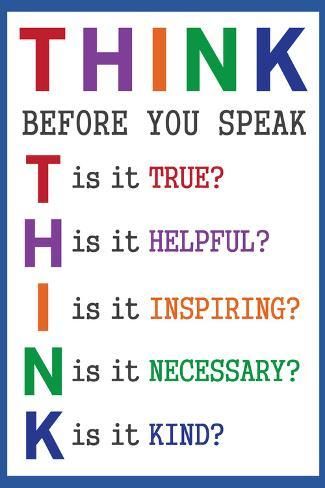 THINK
BEFORE YOU SPEAK
T is it TRUE?
H is it HELPFUL?
I is it INSPIRING?
N is it NECESSARY?
K is it KIND?